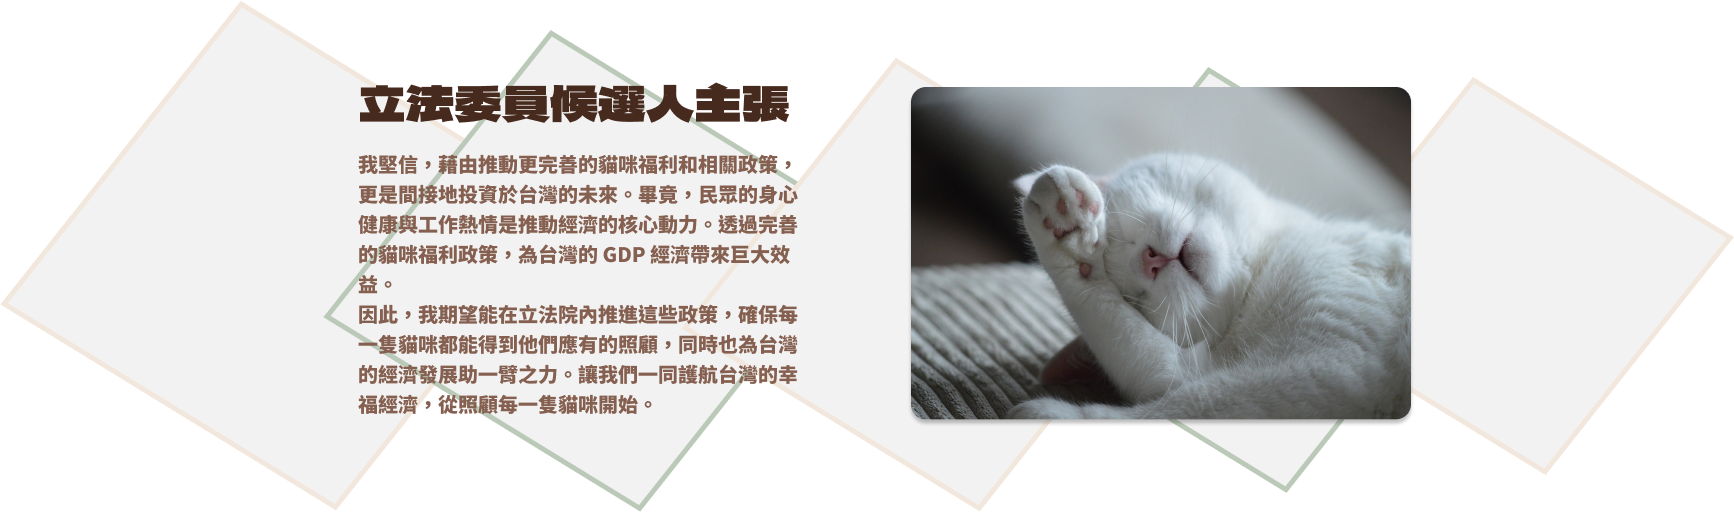 立法委員候選人主張
我堅信，藉由推動更完善的貓咪福利和相關政策，
更是間接地投資於台灣的未來。畢竟，民眾的身心
健康與工作熱情是推動經濟的核心動力。透過完善
的貓咪福利政策，為台灣的 GDP 經濟帶來巨大效
益。
因此，我期望能在立法院內推進這些政策，確保每
一隻貓咪都能得到他們應有的照顧，同時也為台灣
的經濟發展助一臂之力。讓我們一同護航台灣的幸
福經濟，從照顧每一隻貓咪開始。